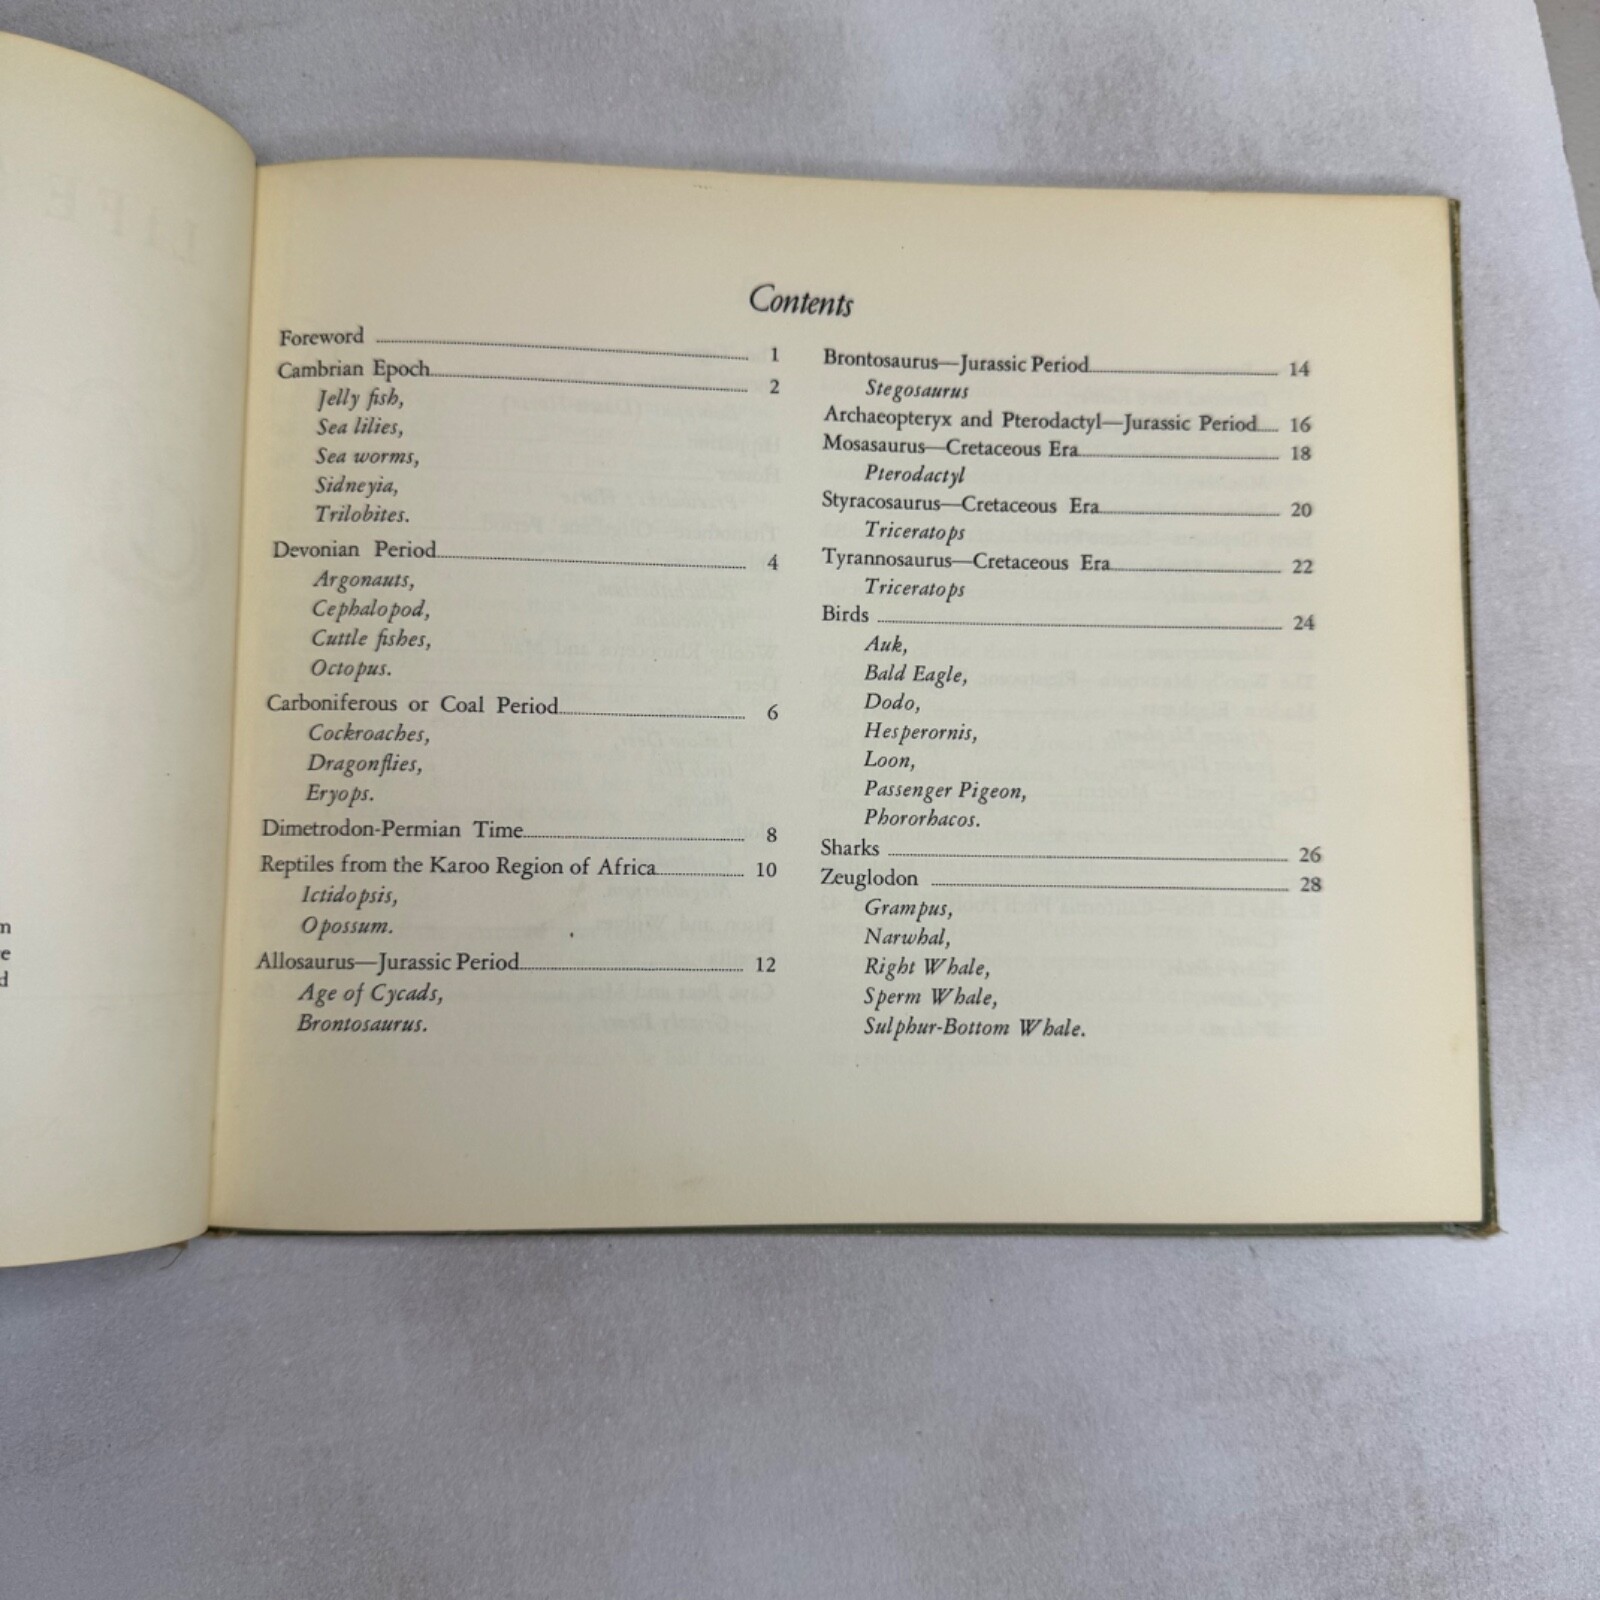 LIFE
m
e
d
Contents
Foreword 1
Cambrian Epoch 2
Jelly fish,
Sea lilies,
Sea worms,
Sidneyia,
Trilobites.
Devonian Period 4
Argonauts,
Cephalopod,
Cuttle fishes,
Octopus.
Carboniferous or Coal Period 6
Cockroaches,
Dragonflies,
Eryops.
Dimetrodon-Permian Time 8
Reptiles from the Karoo Region of Africa 10
Ictidopsis,
Opossum.
Allosaurus—Jurassic Period 12
Age of Cycads,
Brontosaurus.
Brontosaurus—Jurassic Period 14
Stegosaurus
Archaeopteryx and Pterodactyl—Jurassic Period 16
Mosasaurus—Cretaceous Era 18
Pterodactyl
Styracosaurus—Cretaceous Era 20
Triceratops
Tyrannosaurus—Cretaceous Era 22
Triceratops
Birds 24
Auk,
Bald Eagle,
Dodo,
Hesperornis,
Loon,
Passenger Pigeon,
Phororhacos.
Sharks 26
Zeuglodon 28
Grampus,
Narwhal,
Right Whale,
Sperm Whale,
Sulphur-Bottom Whale.